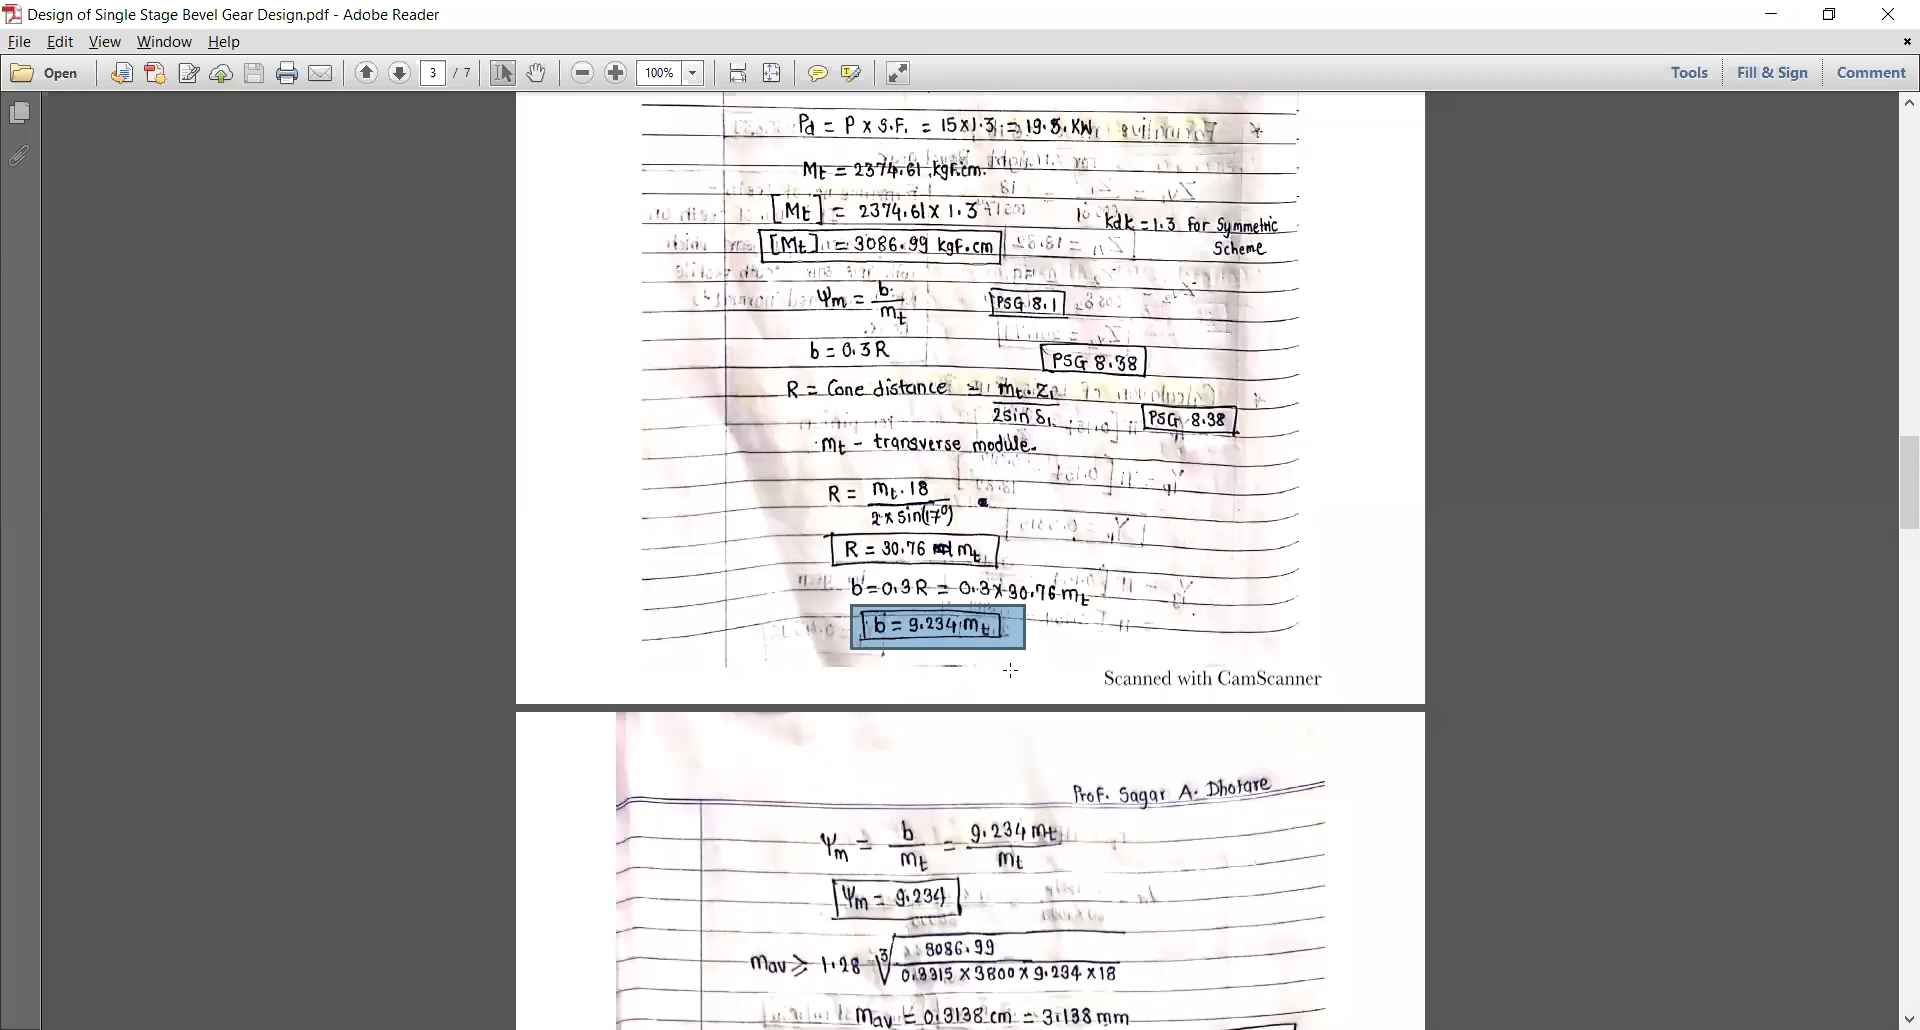 Design of Single Stage Bevel Gear Design.pdf - Adobe Reader
File Edit View Window Help
Open 3 / 7 100% Tools Fill & Sign Comment
Pd = P x S.F. = 15x1.3 = 19.5 KW
Mt = 2374.61 kgf.cm.
[Mt] = 2374.61 x 1.3
kdk = 1.3 For Symmetric
Scheme
[Mt] = 3086.99 kgf.cm
Ψm = b/mt PSG 8.1
b = 0.3 R PSG 8.38
R = Cone distance = mt.Z1 / 2sin δ1 PSG 8.38
mt - transverse module.
R = mt.18 / 2 x sin(17°)
R = 30.76 mt
b = 0.3 R = 0.3 x 30.76 mt
b = 9.234 mt
Scanned with CamScanner
Prof. Sagar A. Dhotare
Ψm = b/mt = 9.234 mt / mt
Ψm = 9.234
mav ≥ 1.28 ∛ 3086.99 / 0.3315 x 3800 x 9.234 x 18
mav = 0.3138 cm = 3.138 mm